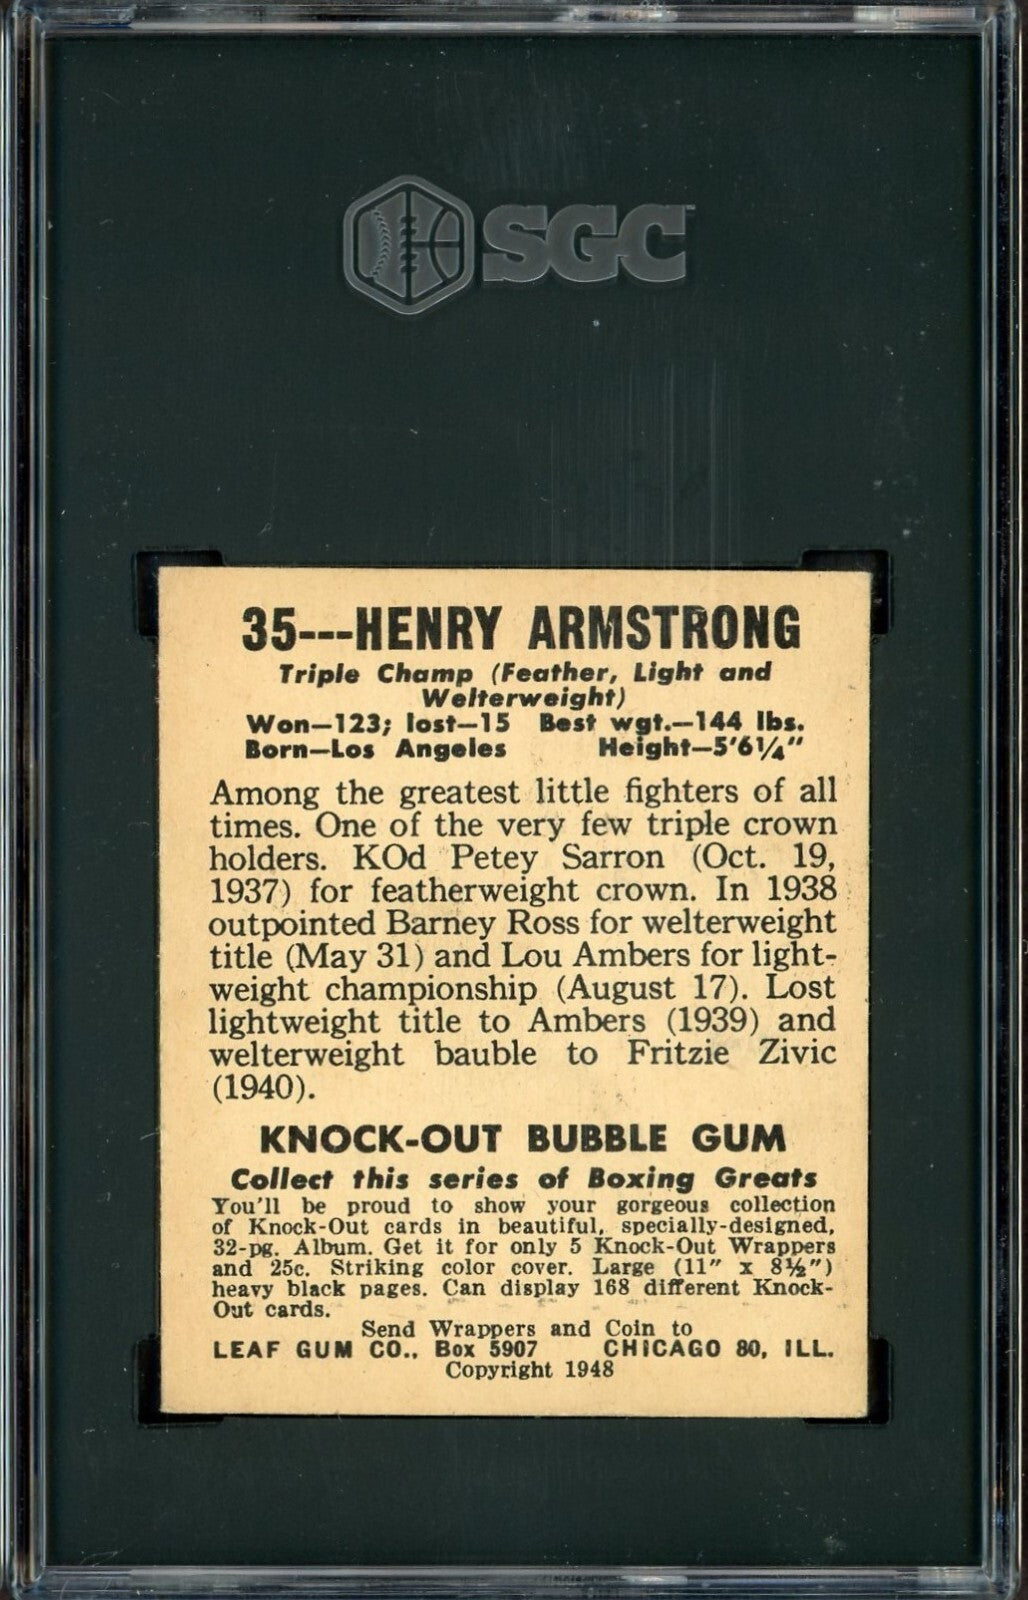 SGC
35---HENRY ARMSTRONG
Triple Champ (Feather, Light and
Welterweight)
Won—123; lost—15 Best wgt.—144 lbs.
Born—Los Angeles Height—5'6¼"
Among the greatest little fighters of all
times. One of the very few triple crown
holders. KOd Petey Sarron (Oct. 19,
1937) for featherweight crown. In 1938
outpointed Barney Ross for welterweight
title (May 31) and Lou Ambers for light-
weight championship (August 17). Lost
lightweight title to Ambers (1939) and
welterweight bauble to Fritzie Zivic
(1940).
KNOCK-OUT BUBBLE GUM
Collect this series of Boxing Greats
You'll be proud to show your gorgeous collection
of Knock-Out cards in beautiful, specially-designed,
32-pg. Album. Get it for only 5 Knock-Out Wrappers
and 25c. Striking color cover. Large (11" x 8½")
heavy black pages. Can display 168 different Knock-
Out cards.
Send Wrappers and Coin to
LEAF GUM CO., Box 5907 CHICAGO 80, ILL.
Copyright 1948